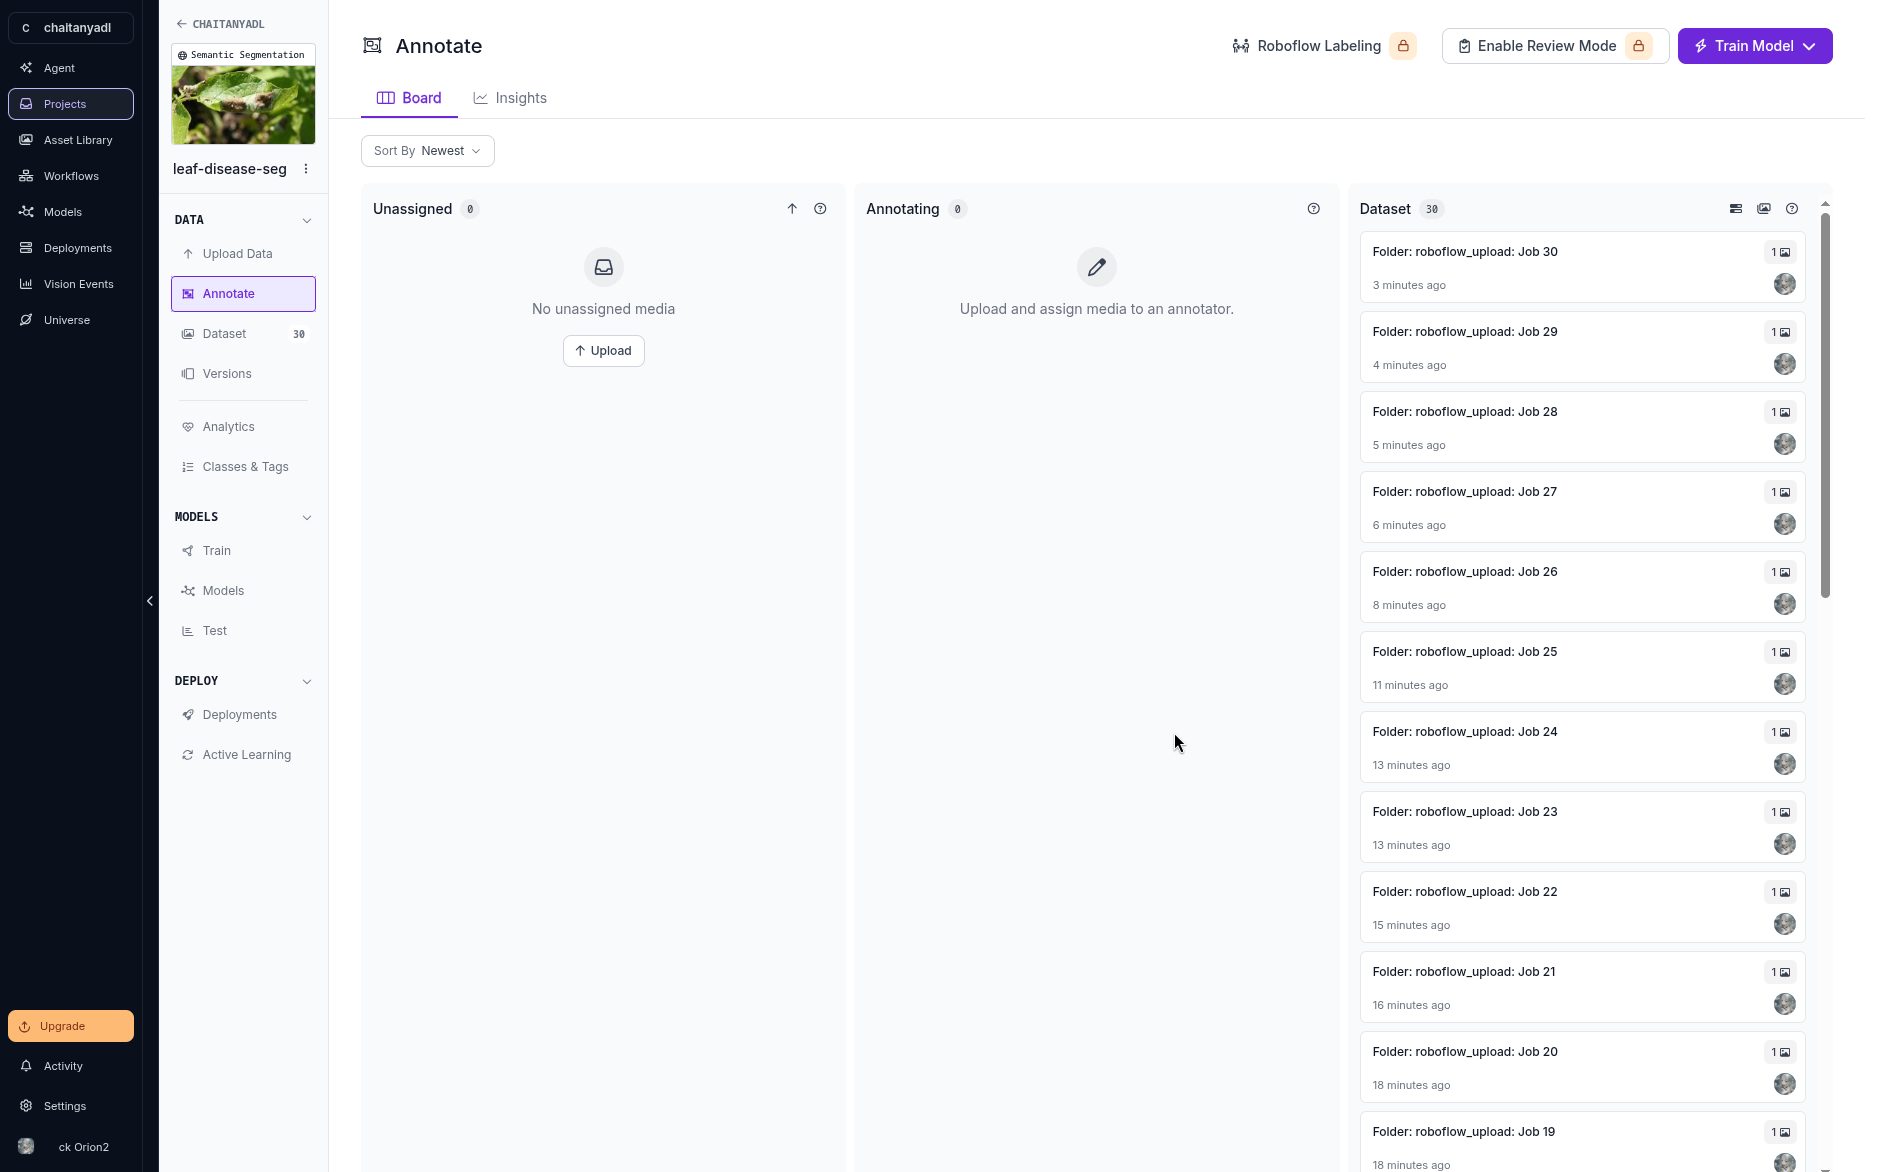 C chaitanyadl
Agent
Projects
Asset Library
Workflows
Models
Deployments
Vision Events
Universe
Upgrade
Activity
Settings
ck Orion2
CHAITANYADL
Semantic Segmentation
leaf-disease-seg
DATA
Upload Data
Annotate
Dataset 30
Versions
Analytics
Classes & Tags
MODELS
Train
Models
Test
DEPLOY
Deployments
Active Learning
Annotate
Roboflow Labeling
Enable Review Mode
Train Model
Board
Insights
Sort By Newest
Unassigned 0
No unassigned media
Upload
Annotating 0
Upload and assign media to an annotator.
Dataset 30
Folder: roboflow_upload: Job 30 1
3 minutes ago
Folder: roboflow_upload: Job 29 1
4 minutes ago
Folder: roboflow_upload: Job 28 1
5 minutes ago
Folder: roboflow_upload: Job 27 1
6 minutes ago
Folder: roboflow_upload: Job 26 1
8 minutes ago
Folder: roboflow_upload: Job 25 1
11 minutes ago
Folder: roboflow_upload: Job 24 1
13 minutes ago
Folder: roboflow_upload: Job 23 1
13 minutes ago
Folder: roboflow_upload: Job 22 1
15 minutes ago
Folder: roboflow_upload: Job 21 1
16 minutes ago
Folder: roboflow_upload: Job 20 1
18 minutes ago
Folder: roboflow_upload: Job 19 1
18 minutes ago